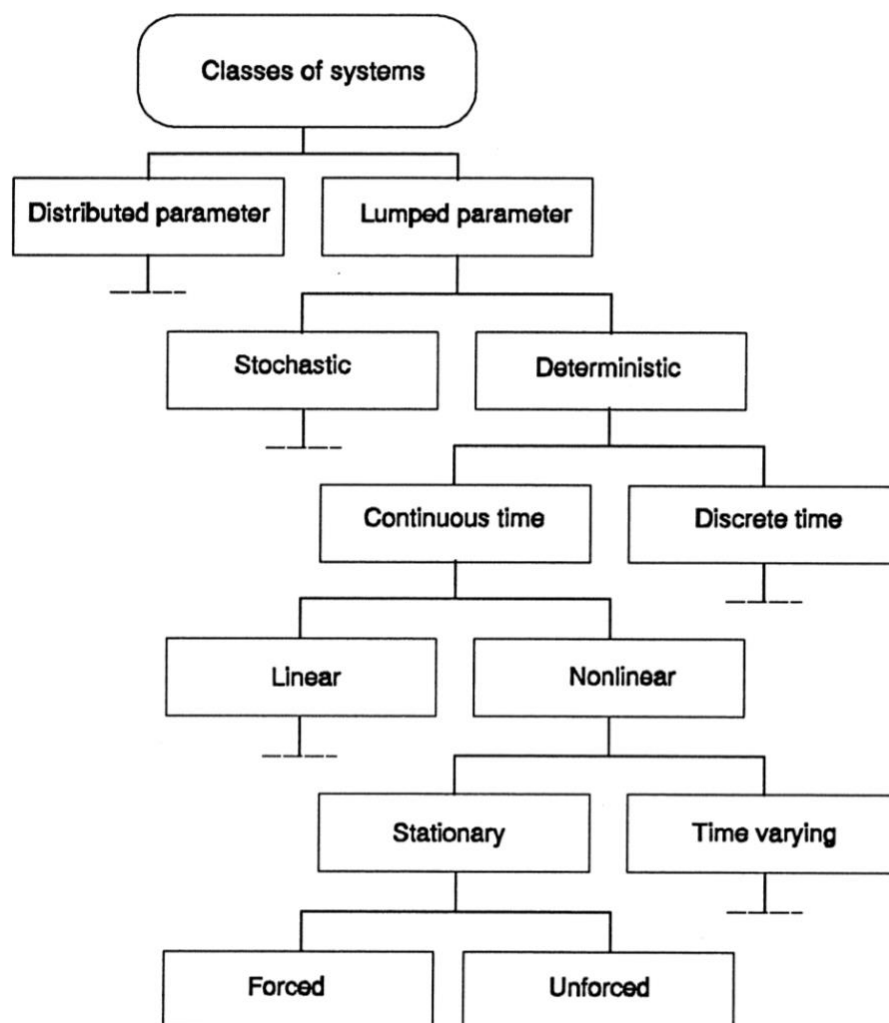 Classes of systems
Distributed parameter
Lumped parameter
Stochastic
Deterministic
Continuous time
Discrete time
Linear
Nonlinear
Stationary
Time varying
Forced
Unforced